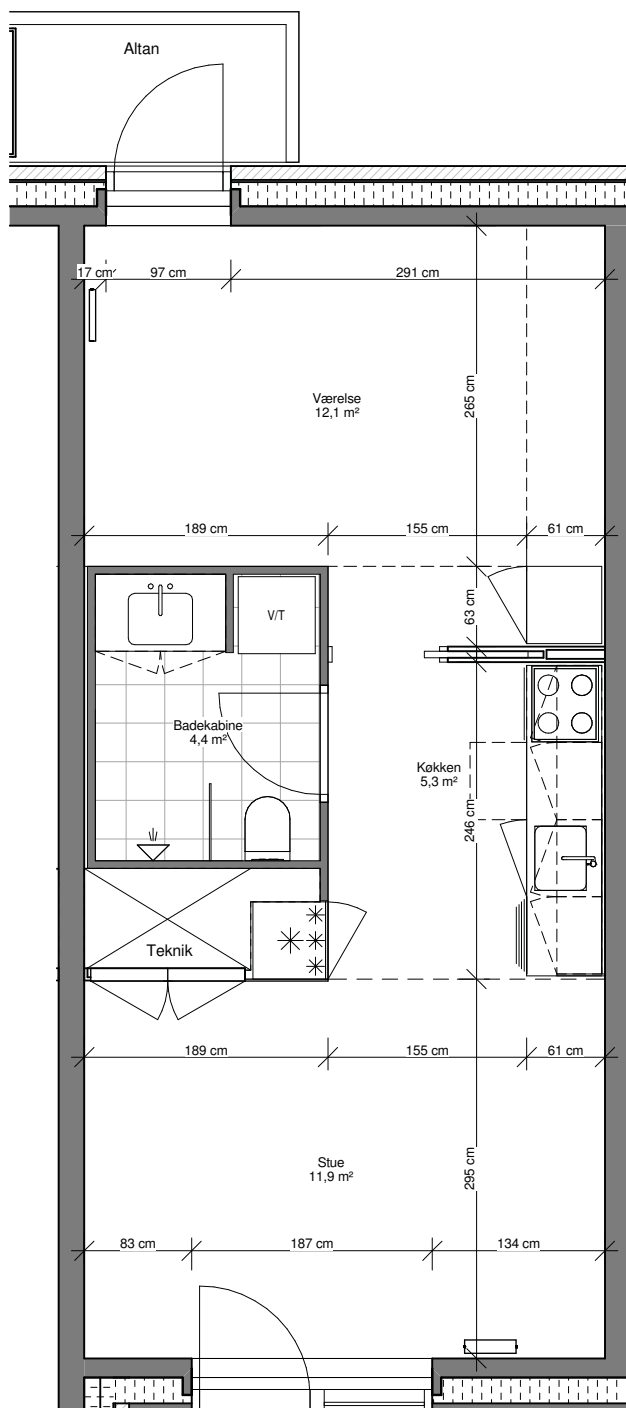 Altan
17 cm
97 cm
291 cm
265 cm
Værelse
12,1 m²
189 cm
155 cm
61 cm
V/T
63
Badekabine
4,4 m²
Køkken
5,3 m²
246 cm
Teknik
189 cm
155 cm
61 cm
Stue
11,9 m²
295 cm
83 cm
187 cm
134 cm